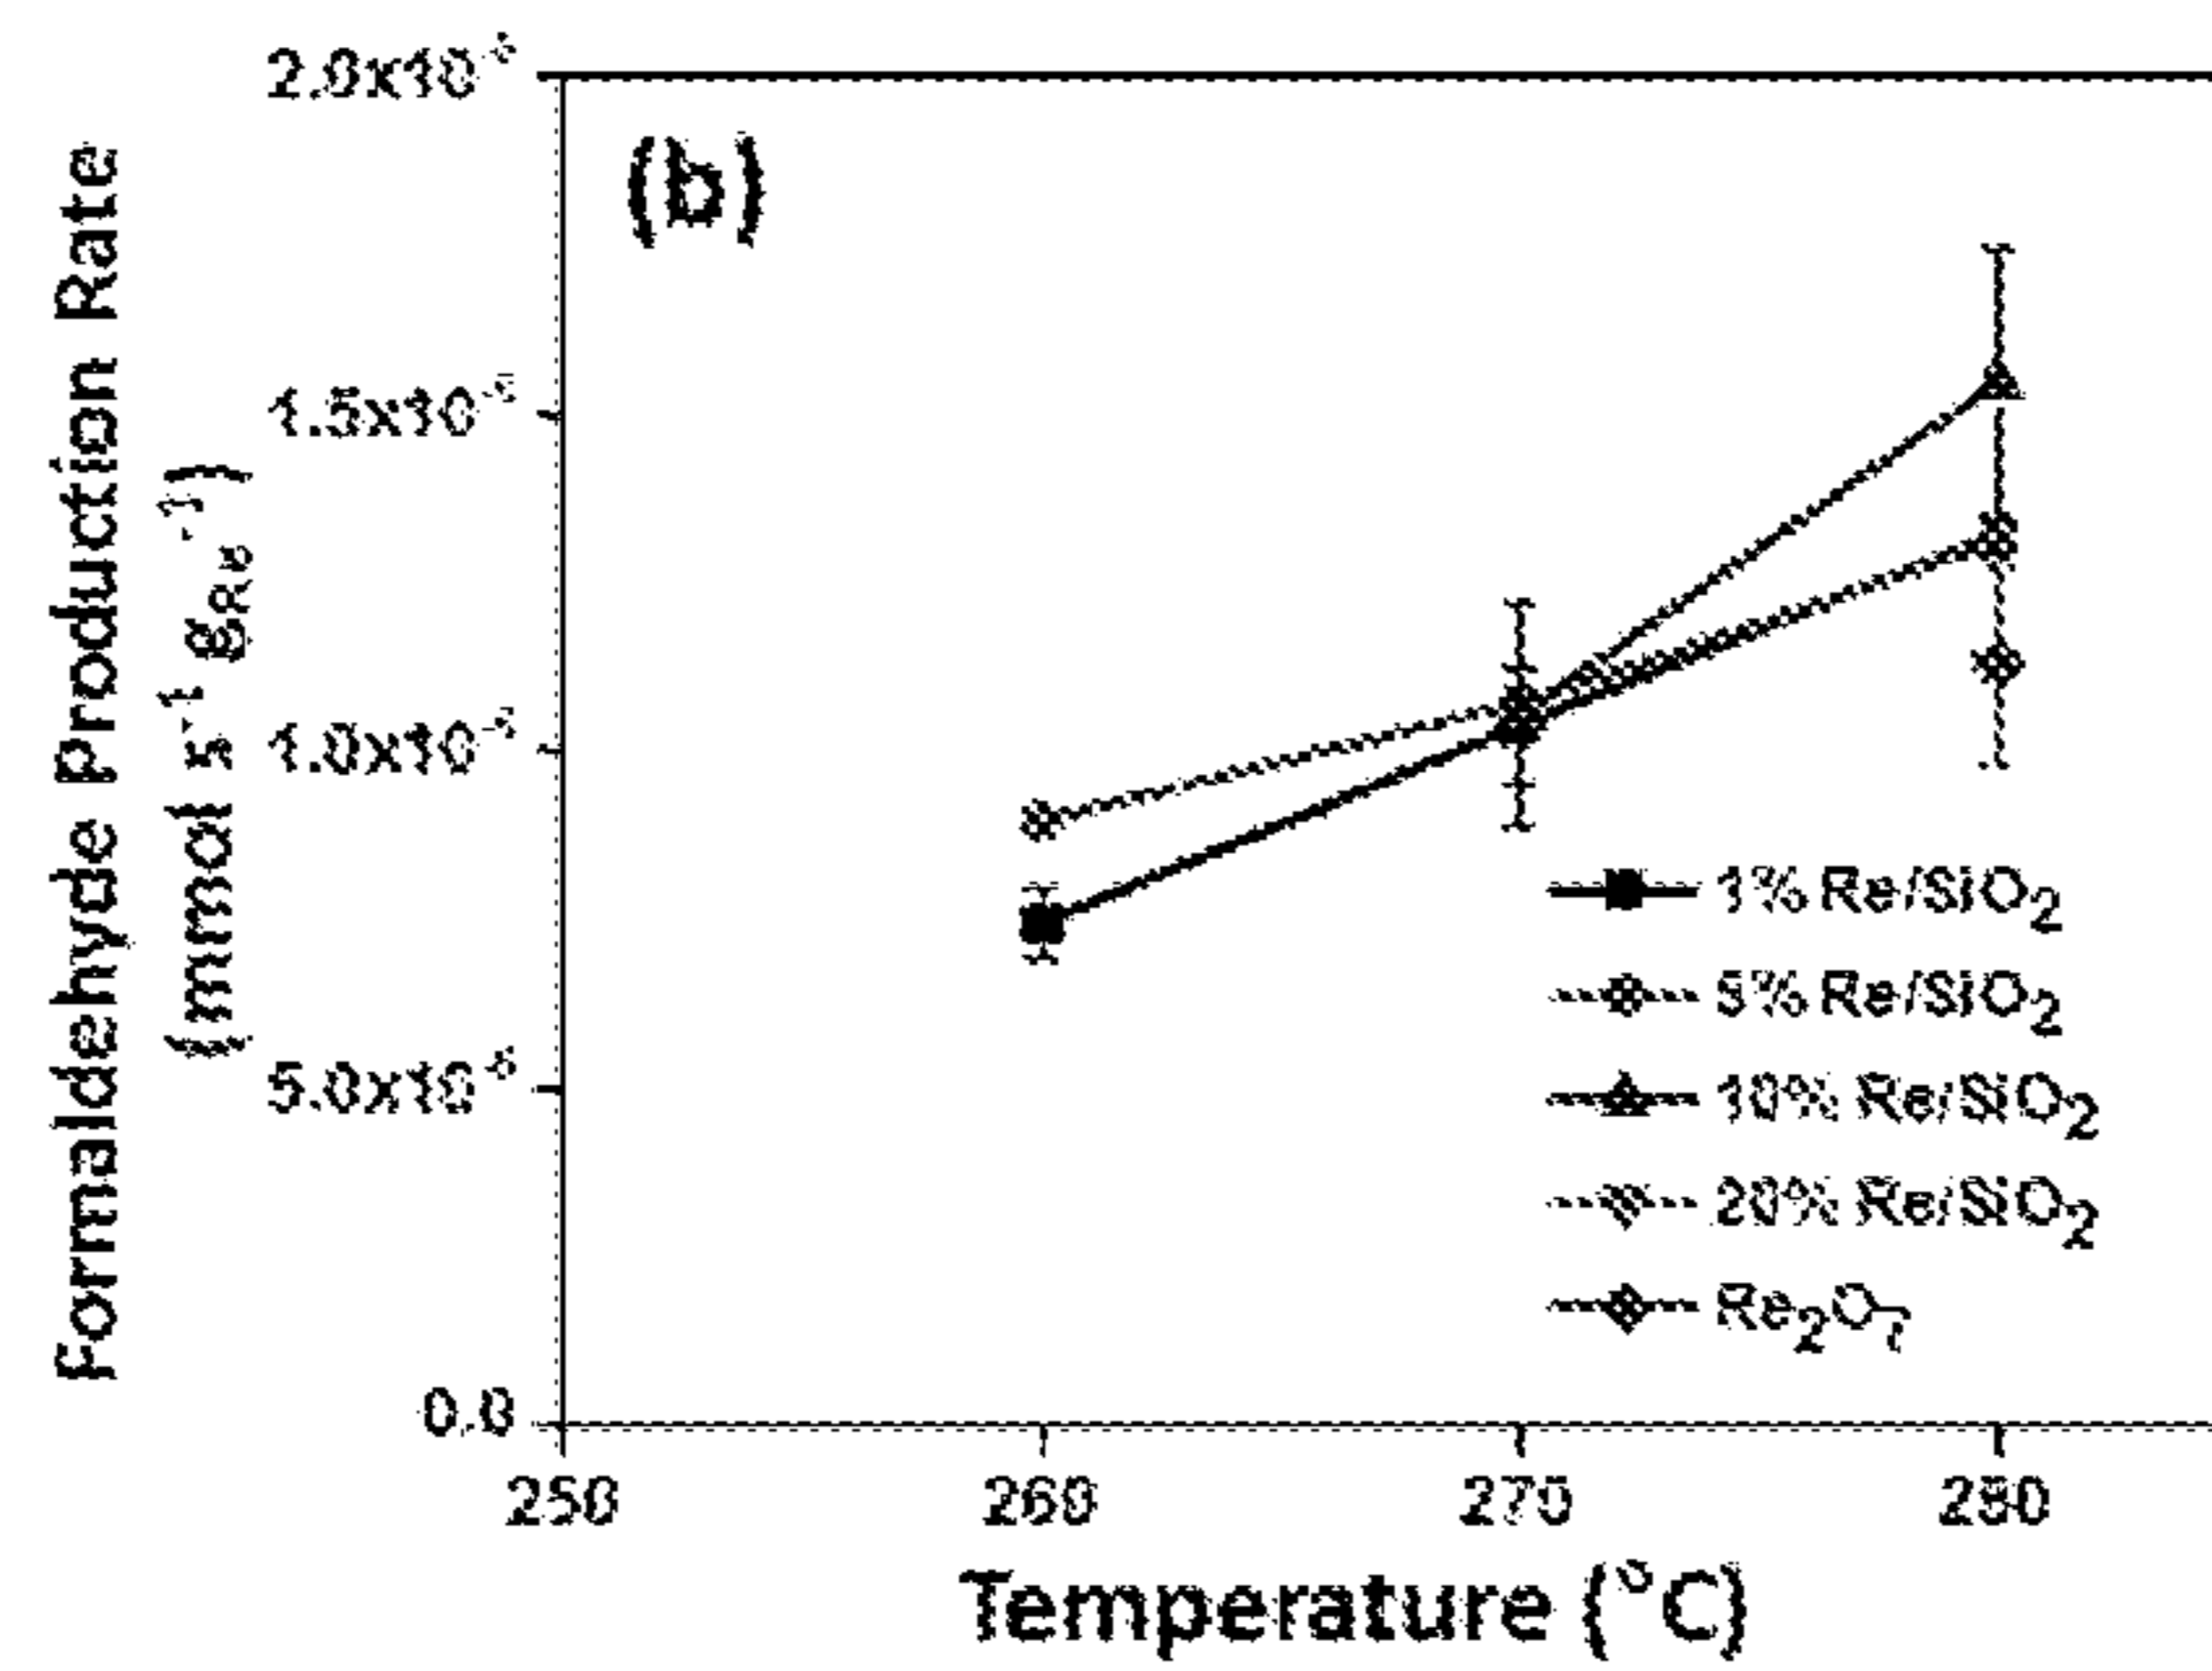 2.0x10-5
(b)
1.5x10-5
1.0x10-5
5.0x10-6
0.0
Formaldehyde Production Rate
(mmol s-1 gRe-1)
1% Re/SiO2
5% Re/SiO2
10% Re/SiO2
20% Re/SiO2
Re2O7
250 260 270 280
Temperature (°C)